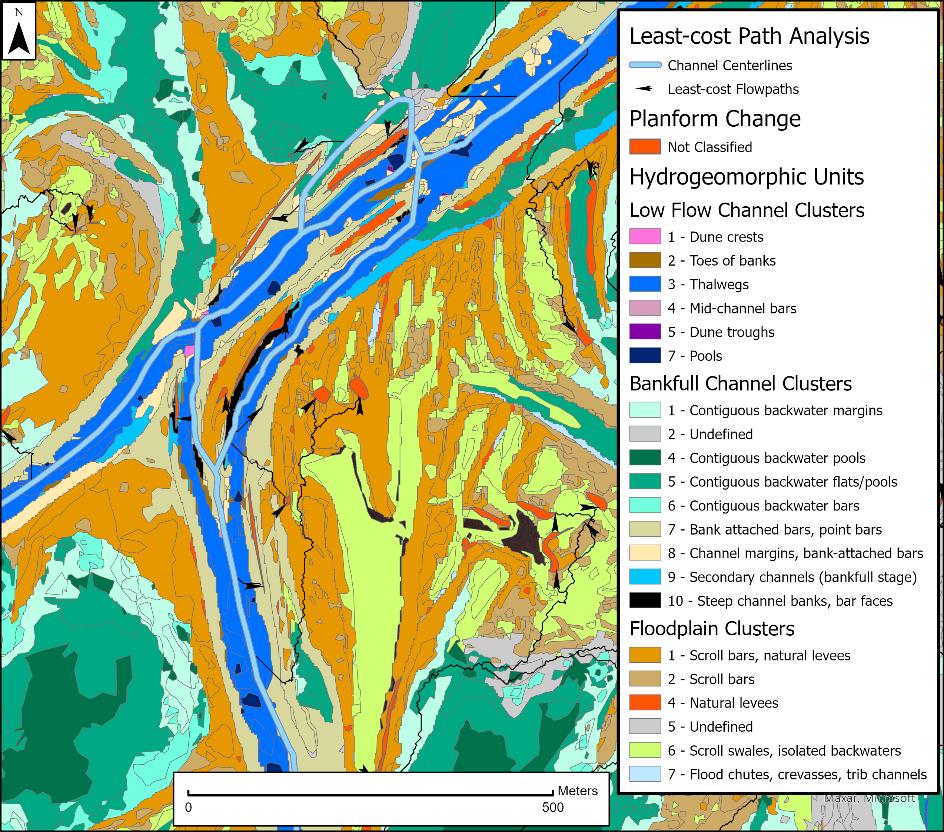 N
Least-cost Path Analysis
Channel Centerlines
Least-cost Flowpaths
Planform Change
Not Classified
Hydrogeomorphic Units
Low Flow Channel Clusters
1 - Dune crests
2 - Toes of banks
3 - Thalwegs
4 - Mid-channel bars
5 - Dune troughs
7 - Pools
Bankfull Channel Clusters
1 - Contiguous backwater margins
2 - Undefined
4 - Contiguous backwater pools
5 - Contiguous backwater flats/pools
6 - Contiguous backwater bars
7 - Bank attached bars, point bars
8 - Channel margins, bank-attached bars
9 - Secondary channels (bankfull stage)
10 - Steep channel banks, bar faces
Floodplain Clusters
1 - Scroll bars, natural levees
2 - Scroll bars
4 - Natural levees
5 - Undefined
6 - Scroll swales, isolated backwaters
7 - Flood chutes, crevasses, trib channels
Maxar, Microsoft
Meters
0 500